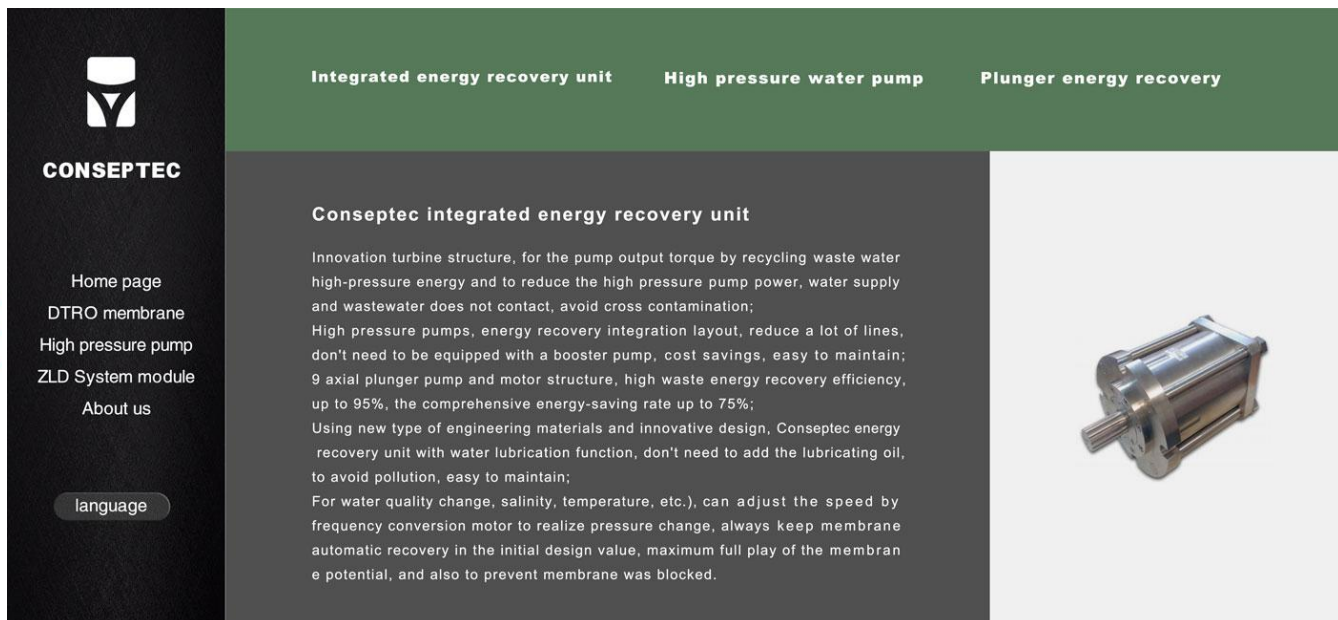 CONSEPTEC
Home page
DTRO membrane
High pressure pump
ZLD System module
About us
language
Integrated energy recovery unit
High pressure water pump
Plunger energy recovery
Conseptec integrated energy recovery unit
Innovation turbine structure, for the pump output torque by recycling waste water
high-pressure energy and to reduce the high pressure pump power, water supply
and wastewater does not contact, avoid cross contamination;
High pressure pumps, energy recovery integration layout, reduce a lot of lines,
don't need to be equipped with a booster pump, cost savings, easy to maintain;
9 axial plunger pump and motor structure, high waste energy recovery efficiency,
up to 95%, the comprehensive energy-saving rate up to 75%;
Using new type of engineering materials and innovative design, Conseptec energy
recovery unit with water lubrication function, don't need to add the lubricating oil,
to avoid pollution, easy to maintain;
For water quality change, salinity, temperature, etc.), can adjust the speed by
frequency conversion motor to realize pressure change, always keep membrane
automatic recovery in the initial design value, maximum full play of the membran
e potential, and also to prevent membrane was blocked.